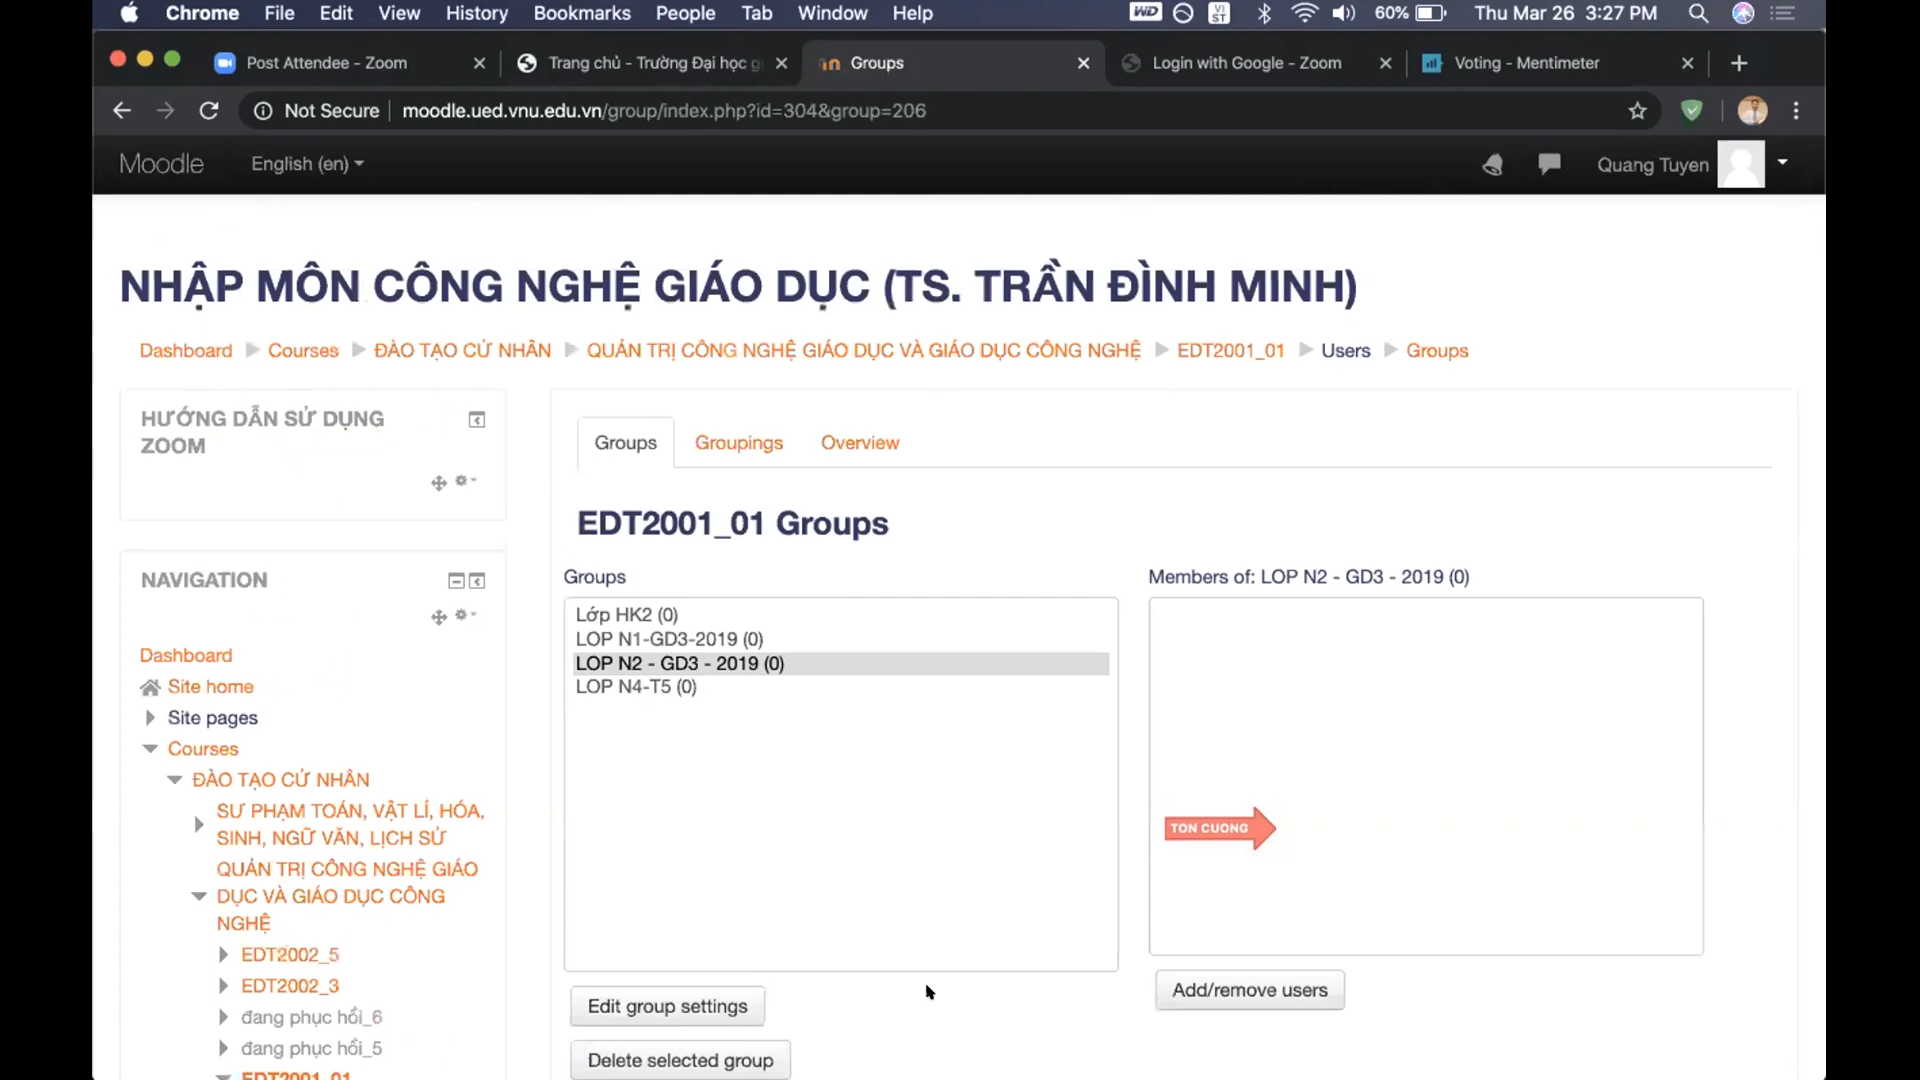 Chrome File Edit View History Bookmarks People Tab Window Help WD VI ST 60% Thu Mar 26 3:27 PM
Post Attendee - Zoom Trang chủ - Trường Đại học g Groups Login with Google - Zoom Voting - Mentimeter
Not Secure moodle.ued.vnu.edu.vn/group/index.php?id=304&group=206
Moodle English (en) Quang Tuyen
NHẬP MÔN CÔNG NGHỆ GIÁO DỤC (TS. TRẦN ĐÌNH MINH)
Dashboard Courses ĐÀO TẠO CỬ NHÂN QUẢN TRỊ CÔNG NGHỆ GIÁO DỤC VÀ GIÁO DỤC CÔNG NGHỆ EDT2001_01 Users Groups
HƯỚNG DẪN SỬ DỤNG
ZOOM
NAVIGATION
Dashboard
Site home
Site pages
Courses
ĐÀO TẠO CỬ NHÂN
SƯ PHẠM TOÁN, VẬT LÍ, HÓA,
SINH, NGỮ VĂN, LỊCH SỬ
QUẢN TRỊ CÔNG NGHỆ GIÁO
DỤC VÀ GIÁO DỤC CÔNG
NGHỆ
EDT2002_5
EDT2002_3
đang phục hồi_6
đang phục hồi_5
EDT2001_01
Groups Groupings Overview
EDT2001_01 Groups
Groups
Lớp HK2 (0)
LOP N1-GD3-2019 (0)
LOP N2 - GD3 - 2019 (0)
LOP N4-T5 (0)
Edit group settings
Delete selected group
Members of: LOP N2 - GD3 - 2019 (0)
TON CUONG
Add/remove users